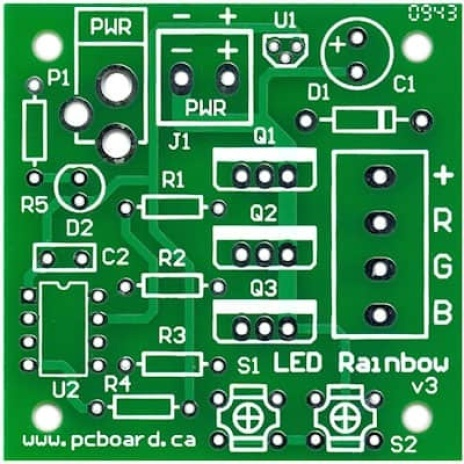 PWR - + U1 0943
- + +
P1 PWR D1 C1
J1 Q1
R1 +
R5 Q2 R
D2
C2 R2 G
Q3
R3 B
S1 LED Rainbow
U2 R4 v3
www.pcboard.ca S2